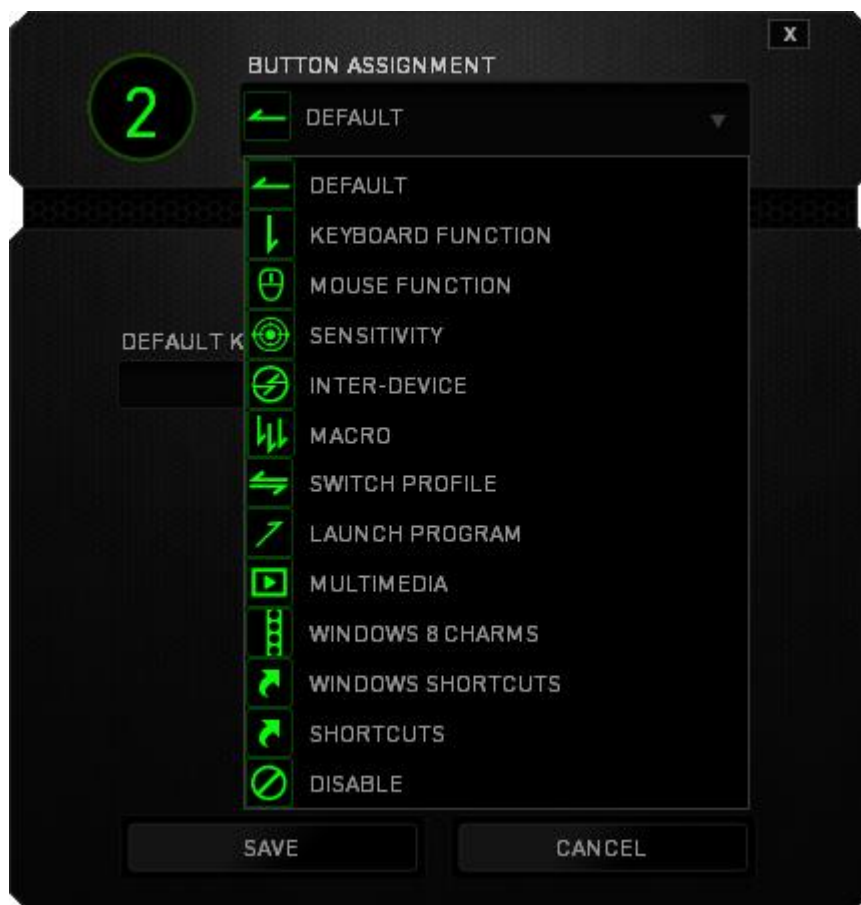 X
BUTTON ASSIGNMENT
2
DEFAULT
DEFAULT
KEYBOARD FUNCTION
MOUSE FUNCTION
DEFAULT K
SENSITIVITY
INTER-DEVICE
MACRO
SWITCH PROFILE
LAUNCH PROGRAM
MULTIMEDIA
WINDOWS 8 CHARMS
WINDOWS SHORTCUTS
SHORTCUTS
DISABLE
SAVE
CANCEL